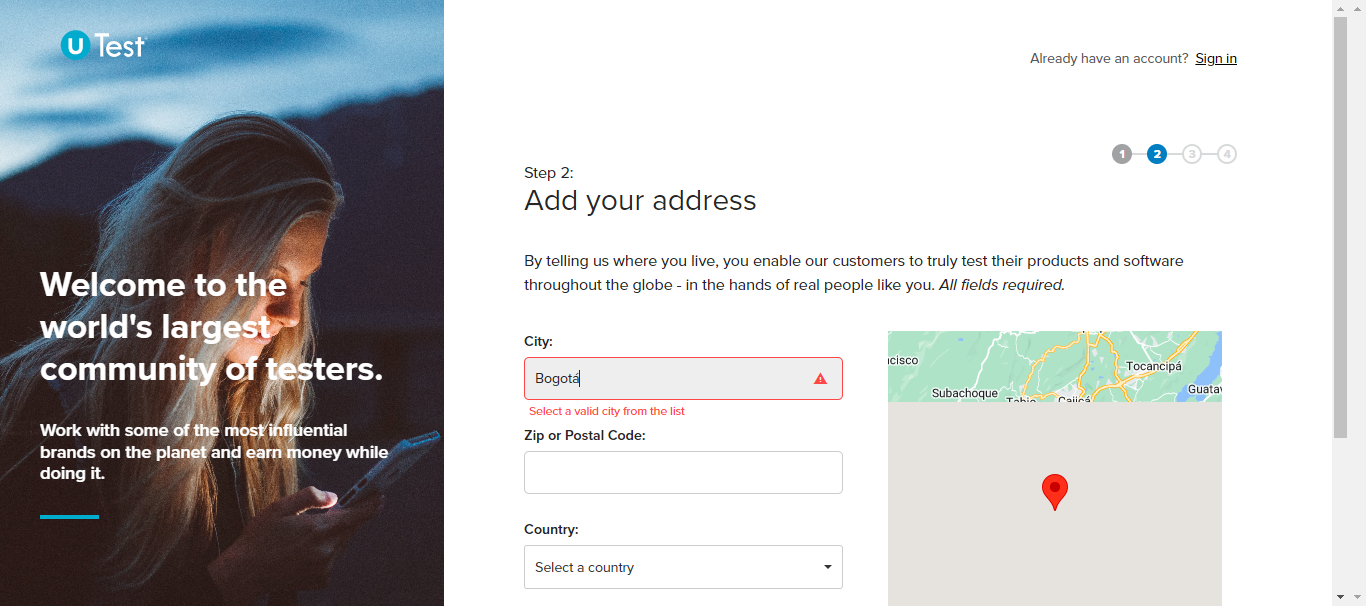 U Test
Already have an account? Sign in
1 2 3 4
Step 2:
Add your address
Welcome to the
world's largest
community of testers.
Work with some of the most influential
brands on the planet and earn money while
doing it.
By telling us where you live, you enable our customers to truly test their products and software
throughout the globe - in the hands of real people like you. All fields required.
City:
Bogotá
Select a valid city from the list
Zip or Postal Code:
Country:
Select a country
cisco
Tocancipá
Subachoque
Guatav
Tabio
Cajicá